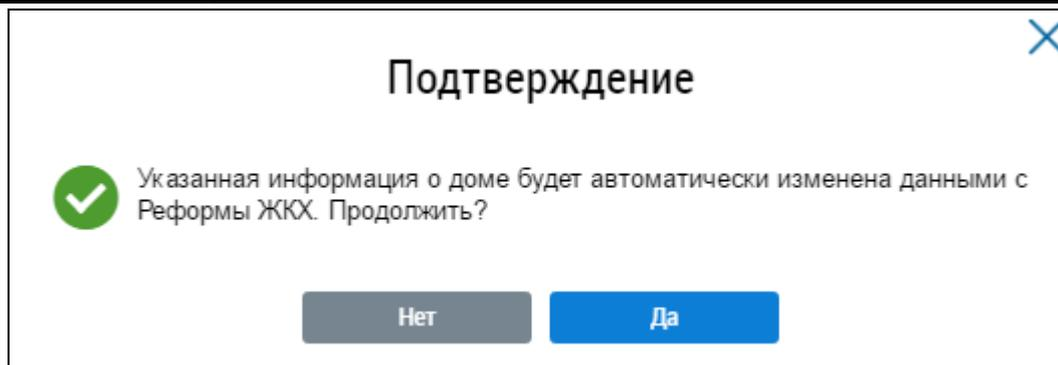 Подтверждение
Указанная информация о доме будет автоматически изменена данными с
Реформы ЖКХ. Продолжить?
Нет
Да